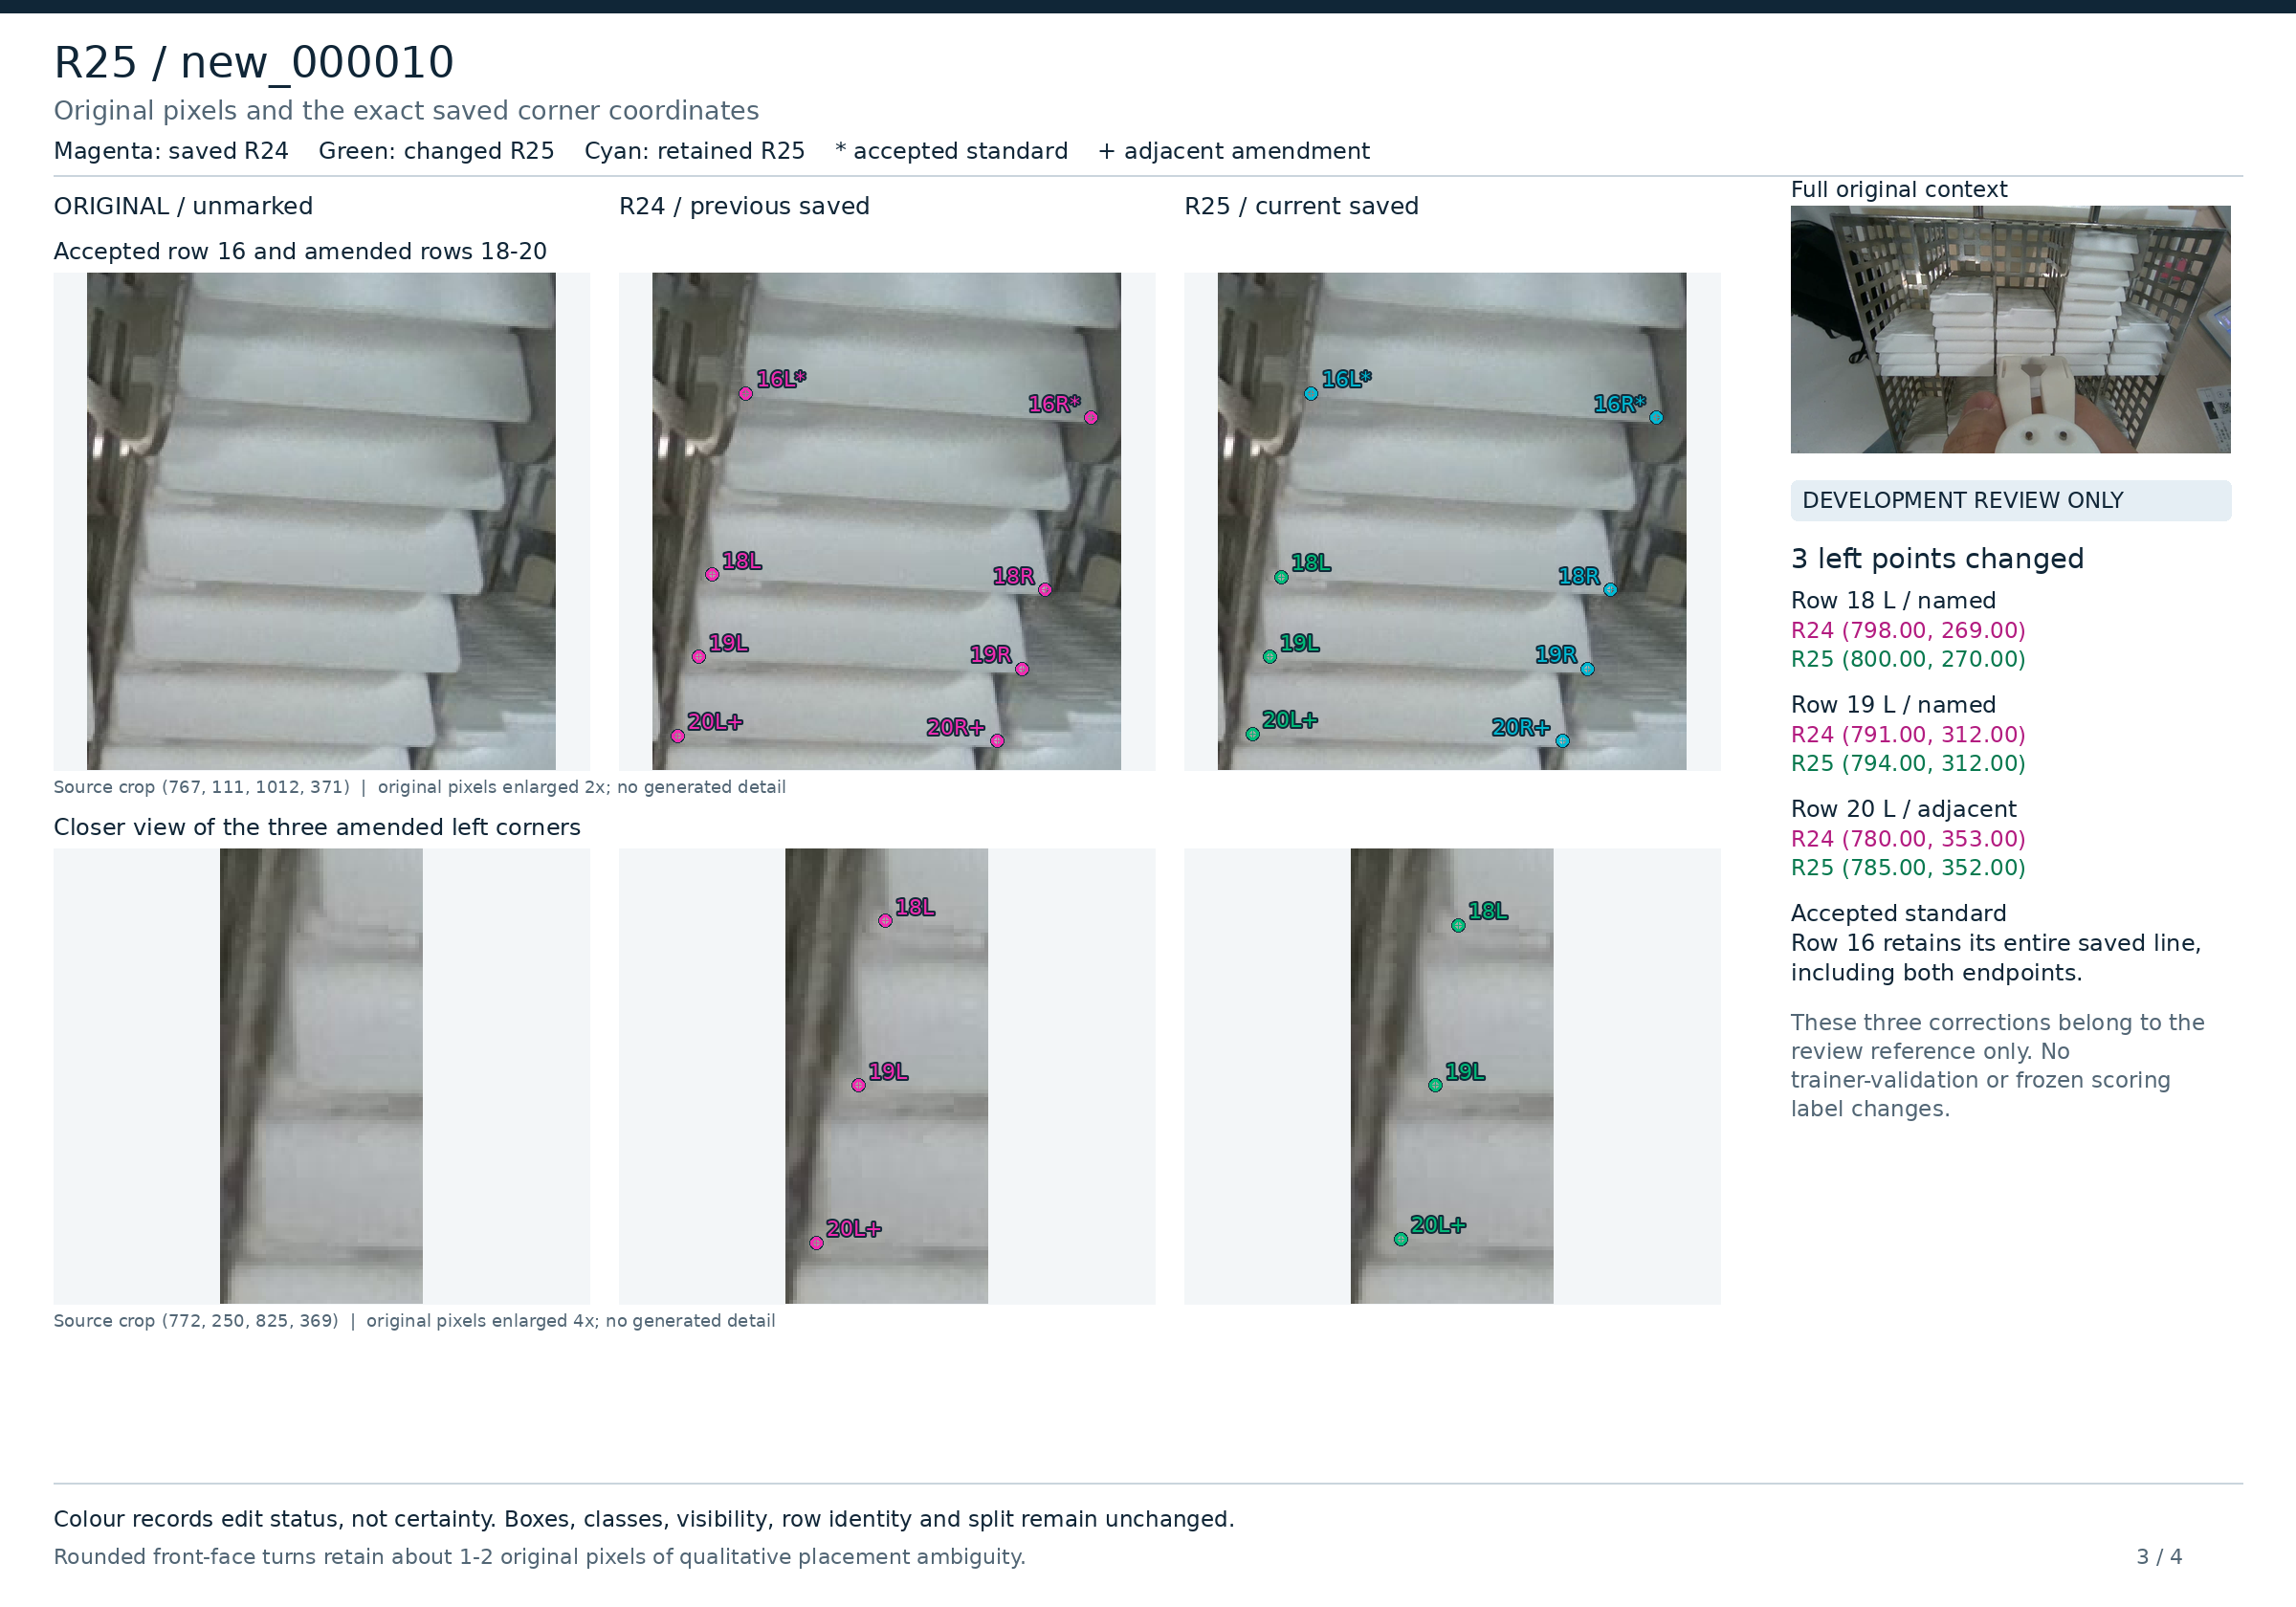 R25 / new_000010
Original pixels and the exact saved corner coordinates
Magenta: saved R24    Green: changed R25    Cyan: retained R25    * accepted standard    + adjacent amendment
ORIGINAL / unmarked
R24 / previous saved
R25 / current saved
Full original context
Accepted row 16 and amended rows 18-20
16L*
16R*
18L
18R
19L
19R
20L+
20R+
16L*
16R*
18L
18R
19L
19R
20L+
20R+
Source crop (767, 111, 1012, 371)  |  original pixels enlarged 2x; no generated detail
Closer view of the three amended left corners
18L
19L
20L+
18L
19L
20L+
Source crop (772, 250, 825, 369)  |  original pixels enlarged 4x; no generated detail
DEVELOPMENT REVIEW ONLY
3 left points changed
Row 18 L / named
R24 (798.00, 269.00)
R25 (800.00, 270.00)
Row 19 L / named
R24 (791.00, 312.00)
R25 (794.00, 312.00)
Row 20 L / adjacent
R24 (780.00, 353.00)
R25 (785.00, 352.00)
Accepted standard
Row 16 retains its entire saved line,
including both endpoints.
These three corrections belong to the
review reference only. No
trainer-validation or frozen scoring
label changes.
Colour records edit status, not certainty. Boxes, classes, visibility, row identity and split remain unchanged.
Rounded front-face turns retain about 1-2 original pixels of qualitative placement ambiguity.
3 / 4